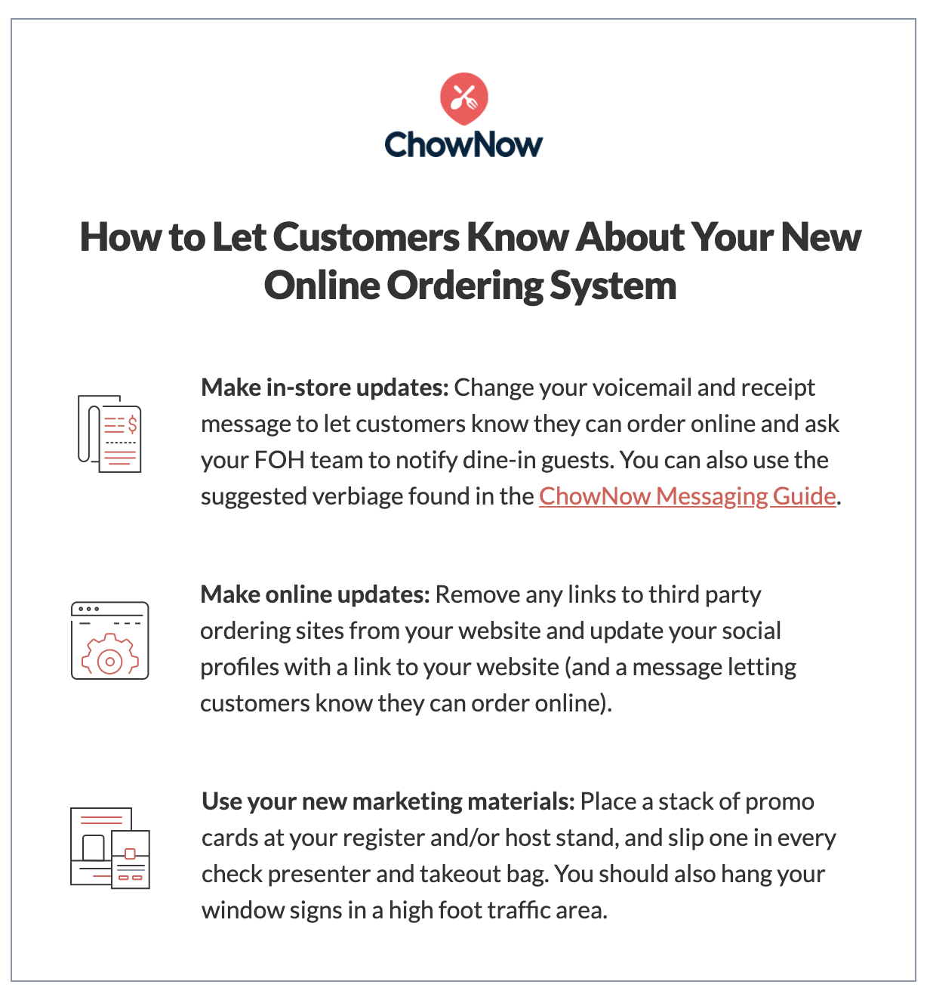 ChowNow
How to Let Customers Know About Your New
Online Ordering System
Make in-store updates: Change your voicemail and receipt
message to let customers know they can order online and ask
your FOH team to notify dine-in guests. You can also use the
suggested verbiage found in the ChowNow Messaging Guide.
$
Make online updates: Remove any links to third party
ordering sites from your website and update your social
profiles with a link to your website (and a message letting
customers know they can order online).
Use your new marketing materials: Place a stack of promo
cards at your register and/or host stand, and slip one in every
check presenter and takeout bag. You should also hang your
window signs in a high foot traffic area.